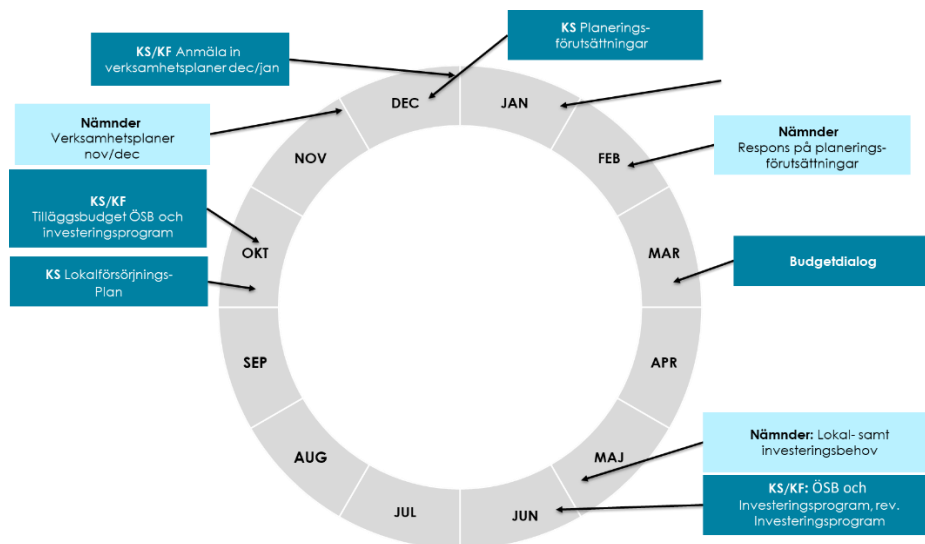 KS Planerings-
förutsättningar
KS/KF Anmäla in
verksamhetsplaner dec/jan
DEC
JAN
Nämnder
Verksamhetsplaner
nov/dec
Nämnder
Respons på planerings-
förutsättningar
NOV
FEB
KS/KF
Tilläggsbudget ÖSB och
investeringsprogram
OKT
MAR
Budgetdialog
KS Lokalförsörjnings-
Plan
SEP
APR
Nämnder: Lokal- samt
investeringsbehov
AUG
MAJ
KS/KF: ÖSB och
Investeringsprogram, rev.
Investeringsprogram
JUL
JUN